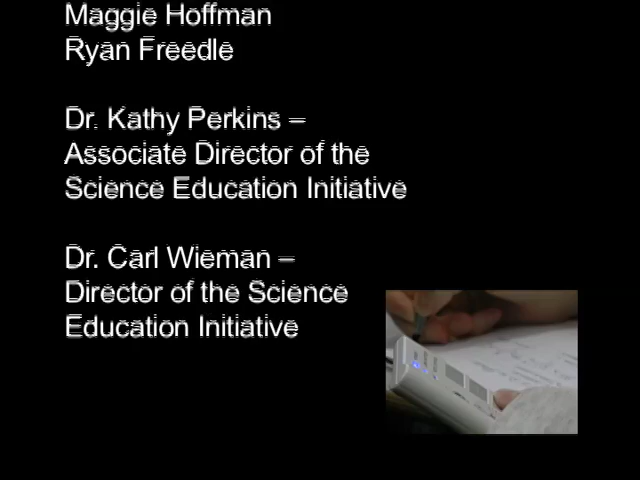 Maggie Hoffman
Ryan Freedle
Dr. Kathy Perkins –
Associate Director of the
Science Education Initiative
Dr. Carl Wieman –
Director of the Science
Education Initiative